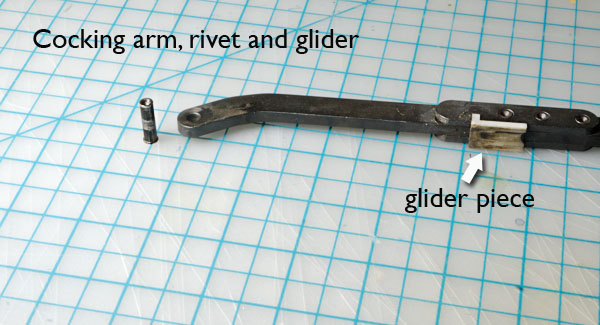 Cocking arm, rivet and glider
glider piece